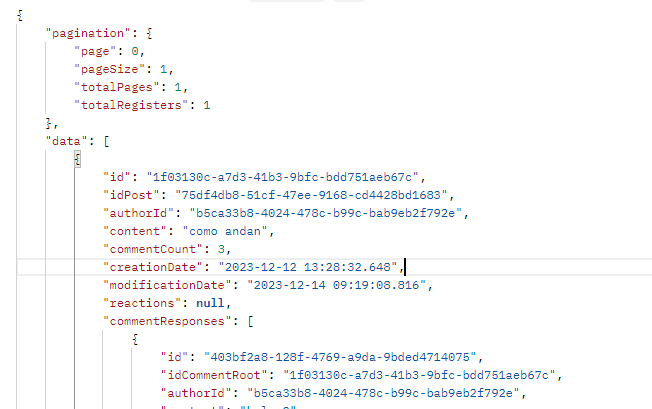 {
"pagination": {
"page": 0,
"pageSize": 1,
"totalPages": 1,
"totalRegisters": 1
},
"data": [
{
"id": "1f03130c-a7d3-41b3-9bfc-bdd751aeb67c",
"idPost": "75df4db8-51cf-47ee-9168-cd4428bd1683",
"authorId": "b5ca33b8-4024-478c-b99c-bab9eb2f792e",
"content": "como andan",
"commentCount": 3,
"creationDate": "2023-12-12 13:28:32.648",
"modificationDate": "2023-12-14 09:19:08.816",
"reactions": null,
"commentResponses": [
{
"id": "403bf2a8-128f-4769-a9da-9bded4714075",
"idCommentRoot": "1f03130c-a7d3-41b3-9bfc-bdd751aeb67c",
"authorId": "b5ca33b8-4024-478c-b99c-bab9eb2f792e",